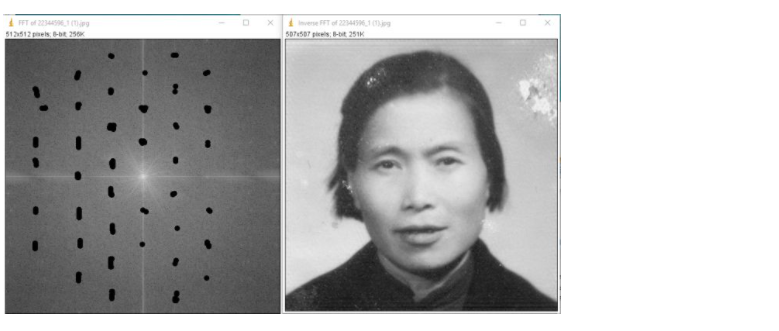 FFT of 22344596_1 (1).jpg
512x512 pixels; 8-bit; 256K
Inverse FFT of 22344596_1 (1).jpg
507x507 pixels; 8-bit; 251K